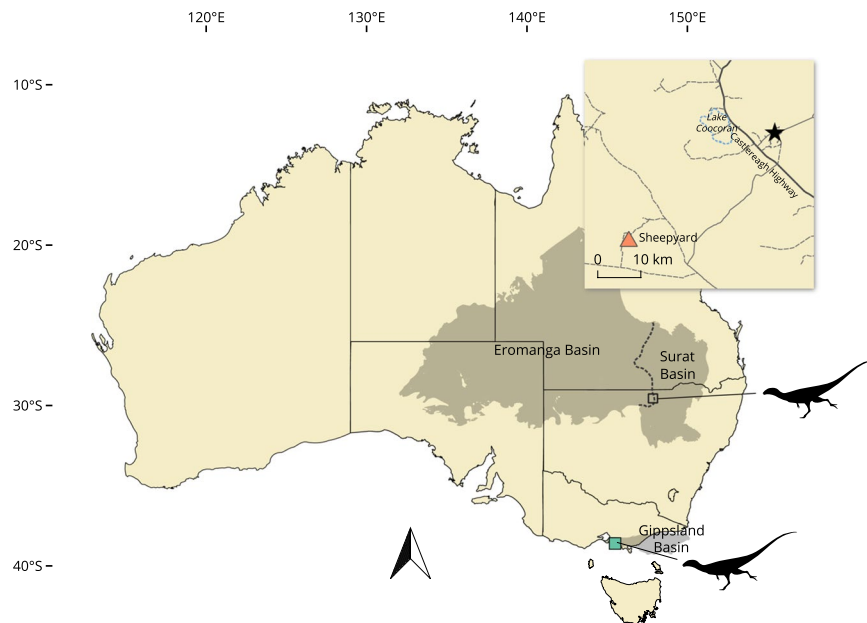 120°E
130°E
140°E
150°E
10°S
20°S
30°S
40°S
Lake
Coocoran
Castlereagh Highway
Sheepyard
0
10 km
Eromanga Basin
Surat
Basin
Gippsland
Basin